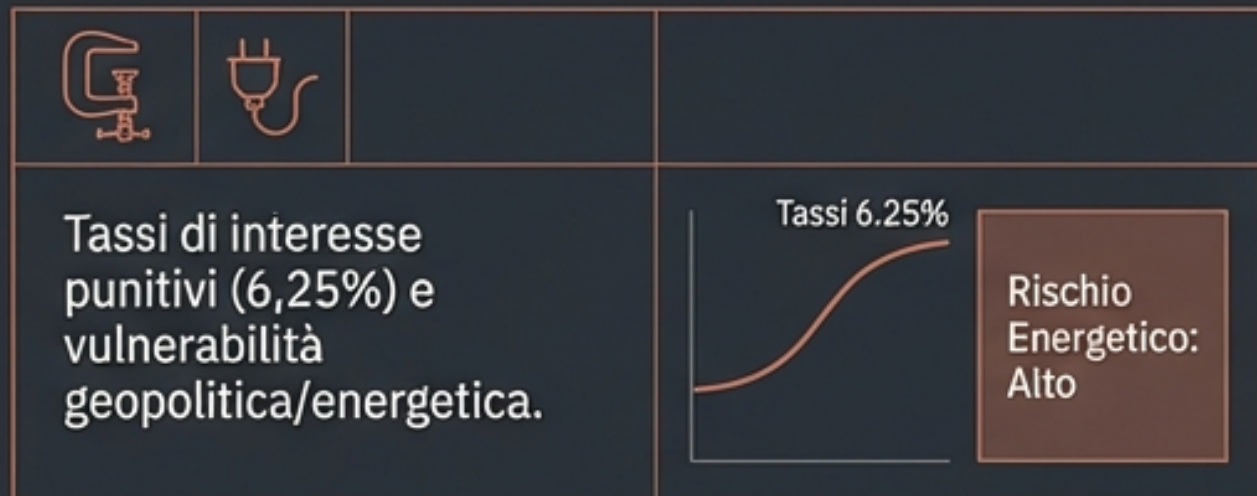 Tassi di interesse
punitivi (6,25%) e
vulnerabilità
geopolitica/energetica.
Tassi 6.25%
Rischio
Energetico:
Alto